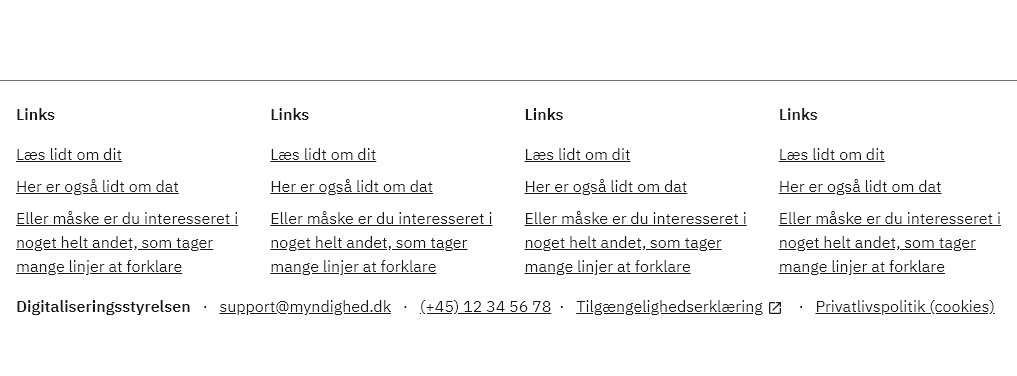 Links
Læs lidt om dit
Her er også lidt om dat
Eller måske er du interesseret i
noget helt andet, som tager
mange linjer at forklare
Links
Læs lidt om dit
Her er også lidt om dat
Eller måske er du interesseret i
noget helt andet, som tager
mange linjer at forklare
Links
Læs lidt om dit
Her er også lidt om dat
Eller måske er du interesseret i
noget helt andet, som tager
mange linjer at forklare
Links
Læs lidt om dit
Her er også lidt om dat
Eller måske er du interesseret i
noget helt andet, som tager
mange linjer at forklare
Digitaliseringsstyrelsen · support@myndighed.dk · (+45) 12 34 56 78 · Tilgængelighedserklæring · Privatlivspolitik (cookies)